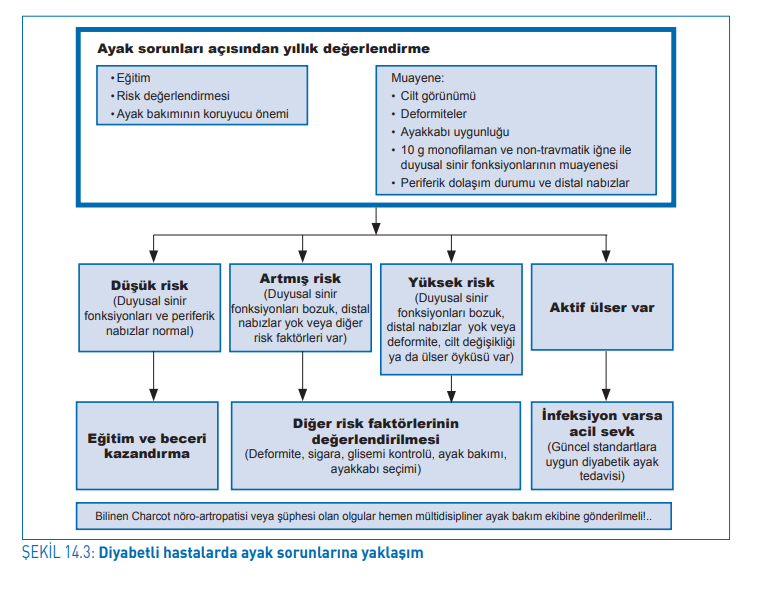 Ayak sorunları açısından yıllık değerlendirme
• Eğitim
• Risk değerlendirmesi
• Ayak bakımının koruyucu önemi
Muayene:
• Cilt görünümü
• Deformiteler
• Ayakkabı uygunluğu
• 10 g monofilaman ve non-travmatik iğne ile
duyusal sinir fonksiyonlarının muayenesi
• Periferik dolaşım durumu ve distal nabızlar
Düşük risk
(Duyusal sinir
fonksiyonları ve periferik
nabızlar normal)
Artmış risk
(Duyusal sinir
fonksiyonları bozuk, distal
nabızlar yok veya diğer
risk faktörleri var)
Yüksek risk
(Duyusal sinir
fonksiyonları bozuk,
distal nabızlar yok veya
deformite, cilt değişikliği
ya da ülser öyküsü var)
Aktif ülser var
Eğitim ve beceri
kazandırma
Diğer risk faktörlerinin
değerlendirilmesi
(Deformite, sigara, glisemi kontrolü, ayak bakımı,
ayakkabı seçimi)
İnfeksiyon varsa
acil sevk
(Güncel standartlara
uygun diyabetik ayak
tedavisi)
Bilinen Charcot nöro-artropatisi veya şüphesi olan olgular hemen mültidisipliner ayak bakım ekibine gönderilmeli!..
ŞEKİL 14.3: Diyabetli hastalarda ayak sorunlarına yaklaşım